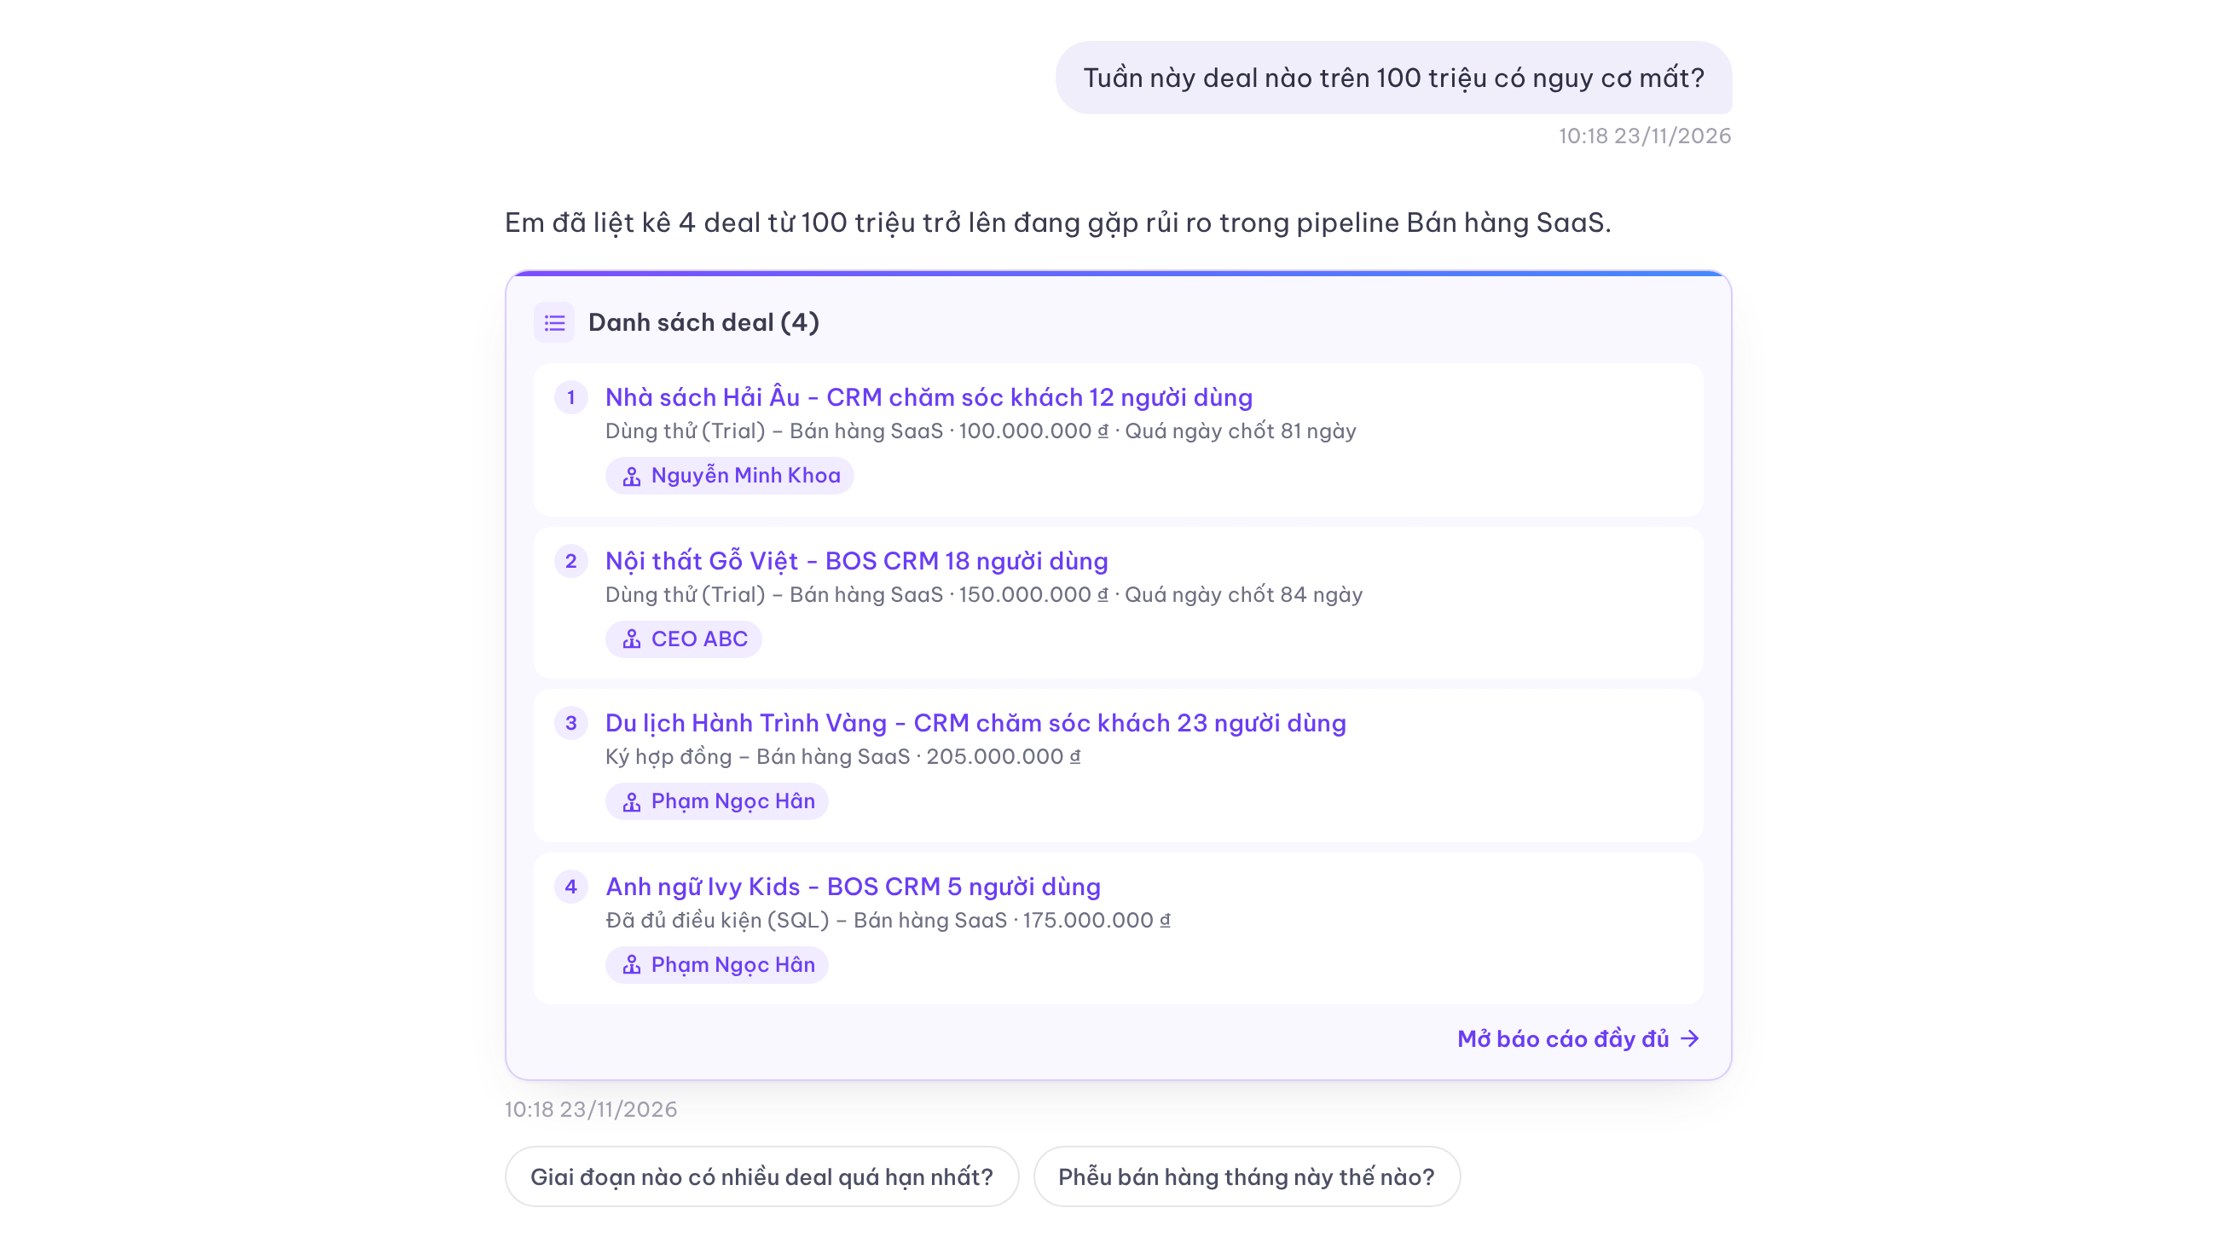 Tuần này deal nào trên 100 triệu có nguy cơ mất?
10:18 23/11/2026
Em đã liệt kê 4 deal từ 100 triệu trở lên đang gặp rủi ro trong pipeline Bán hàng SaaS.
Danh sách deal (4)
1 Nhà sách Hải Âu - CRM chăm sóc khách 12 người dùng
Dùng thử (Trial) – Bán hàng SaaS · 100.000.000 ₫ · Quá ngày chốt 81 ngày
Nguyễn Minh Khoa
2 Nội thất Gỗ Việt - BOS CRM 18 người dùng
Dùng thử (Trial) – Bán hàng SaaS · 150.000.000 ₫ · Quá ngày chốt 84 ngày
CEO ABC
3 Du lịch Hành Trình Vàng - CRM chăm sóc khách 23 người dùng
Ký hợp đồng – Bán hàng SaaS · 205.000.000 ₫
Phạm Ngọc Hân
4 Anh ngữ Ivy Kids - BOS CRM 5 người dùng
Đã đủ điều kiện (SQL) – Bán hàng SaaS · 175.000.000 ₫
Phạm Ngọc Hân
Mở báo cáo đầy đủ →
10:18 23/11/2026
Giai đoạn nào có nhiều deal quá hạn nhất?
Phễu bán hàng tháng này thế nào?